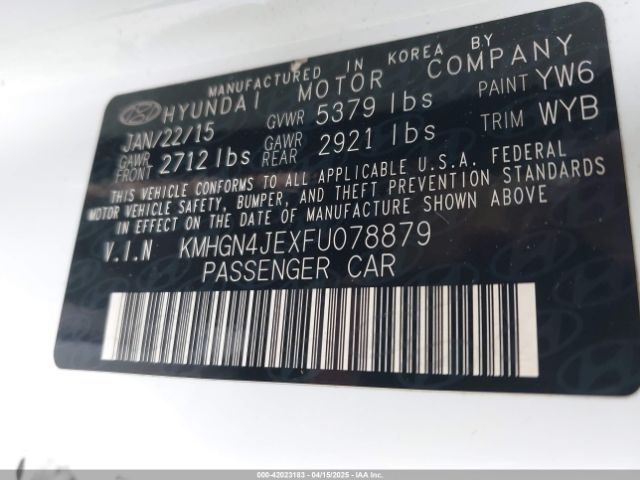 MANUFACTURED IN KOREA BY
HYUNDAI MOTOR COMPANY
JAN/22/15 GVWR 5379 lbs PAINT YW6
GAWR FRONT 2712 lbs GAWR REAR 2921 lbs TRIM WYB
THIS VEHICLE CONFORMS TO ALL APPLICABLE U.S.A. FEDERAL
MOTOR VEHICLE SAFETY, BUMPER, AND THEFT PREVENTION STANDARDS
IN EFFECT ON THE DATE OF MANUFACTURE SHOWN ABOVE
V.I.N KMHGN4JEXFU078879
PASSENGER CAR
000-42023183 - 04/15/2025 - IAA, Inc.